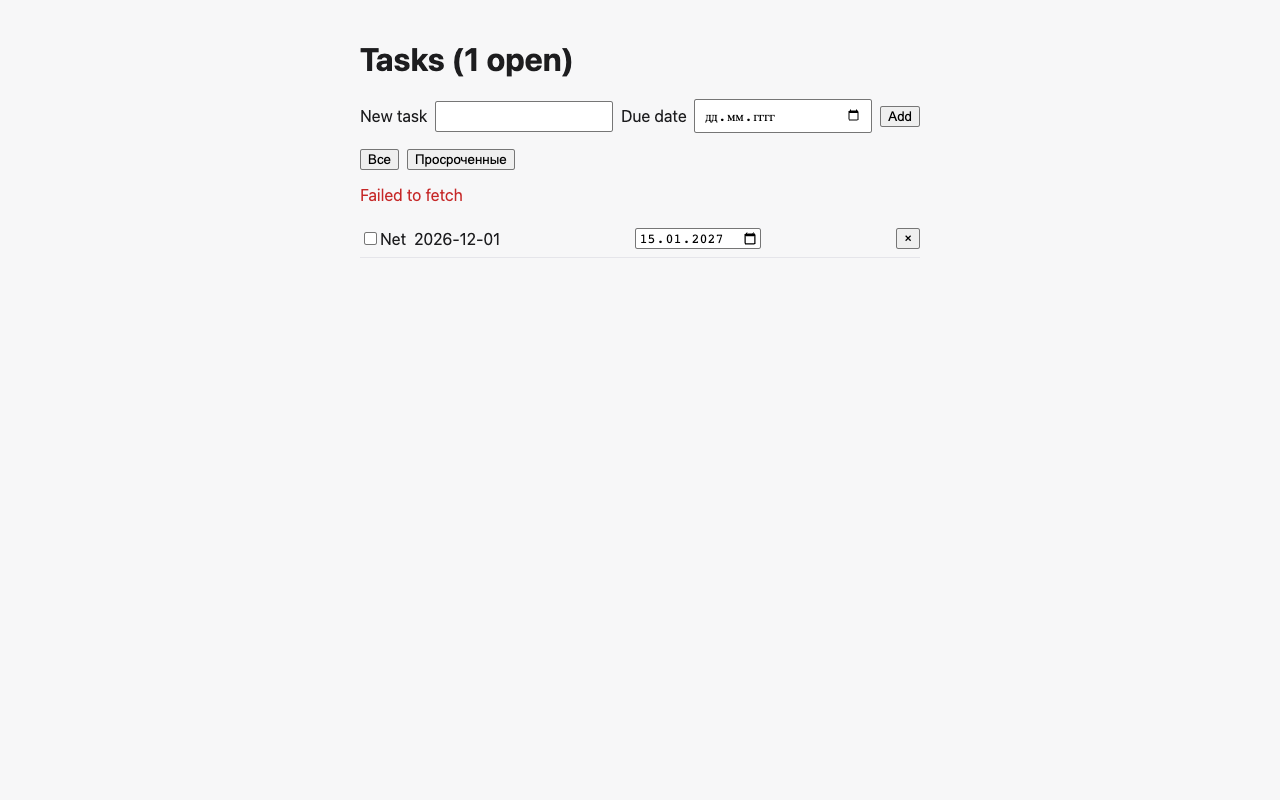 Tasks (1 open)
New task Due date дд.мм.гггг Add
Все Просроченные
Failed to fetch
Net 2026-12-01 15.01.2027 ×